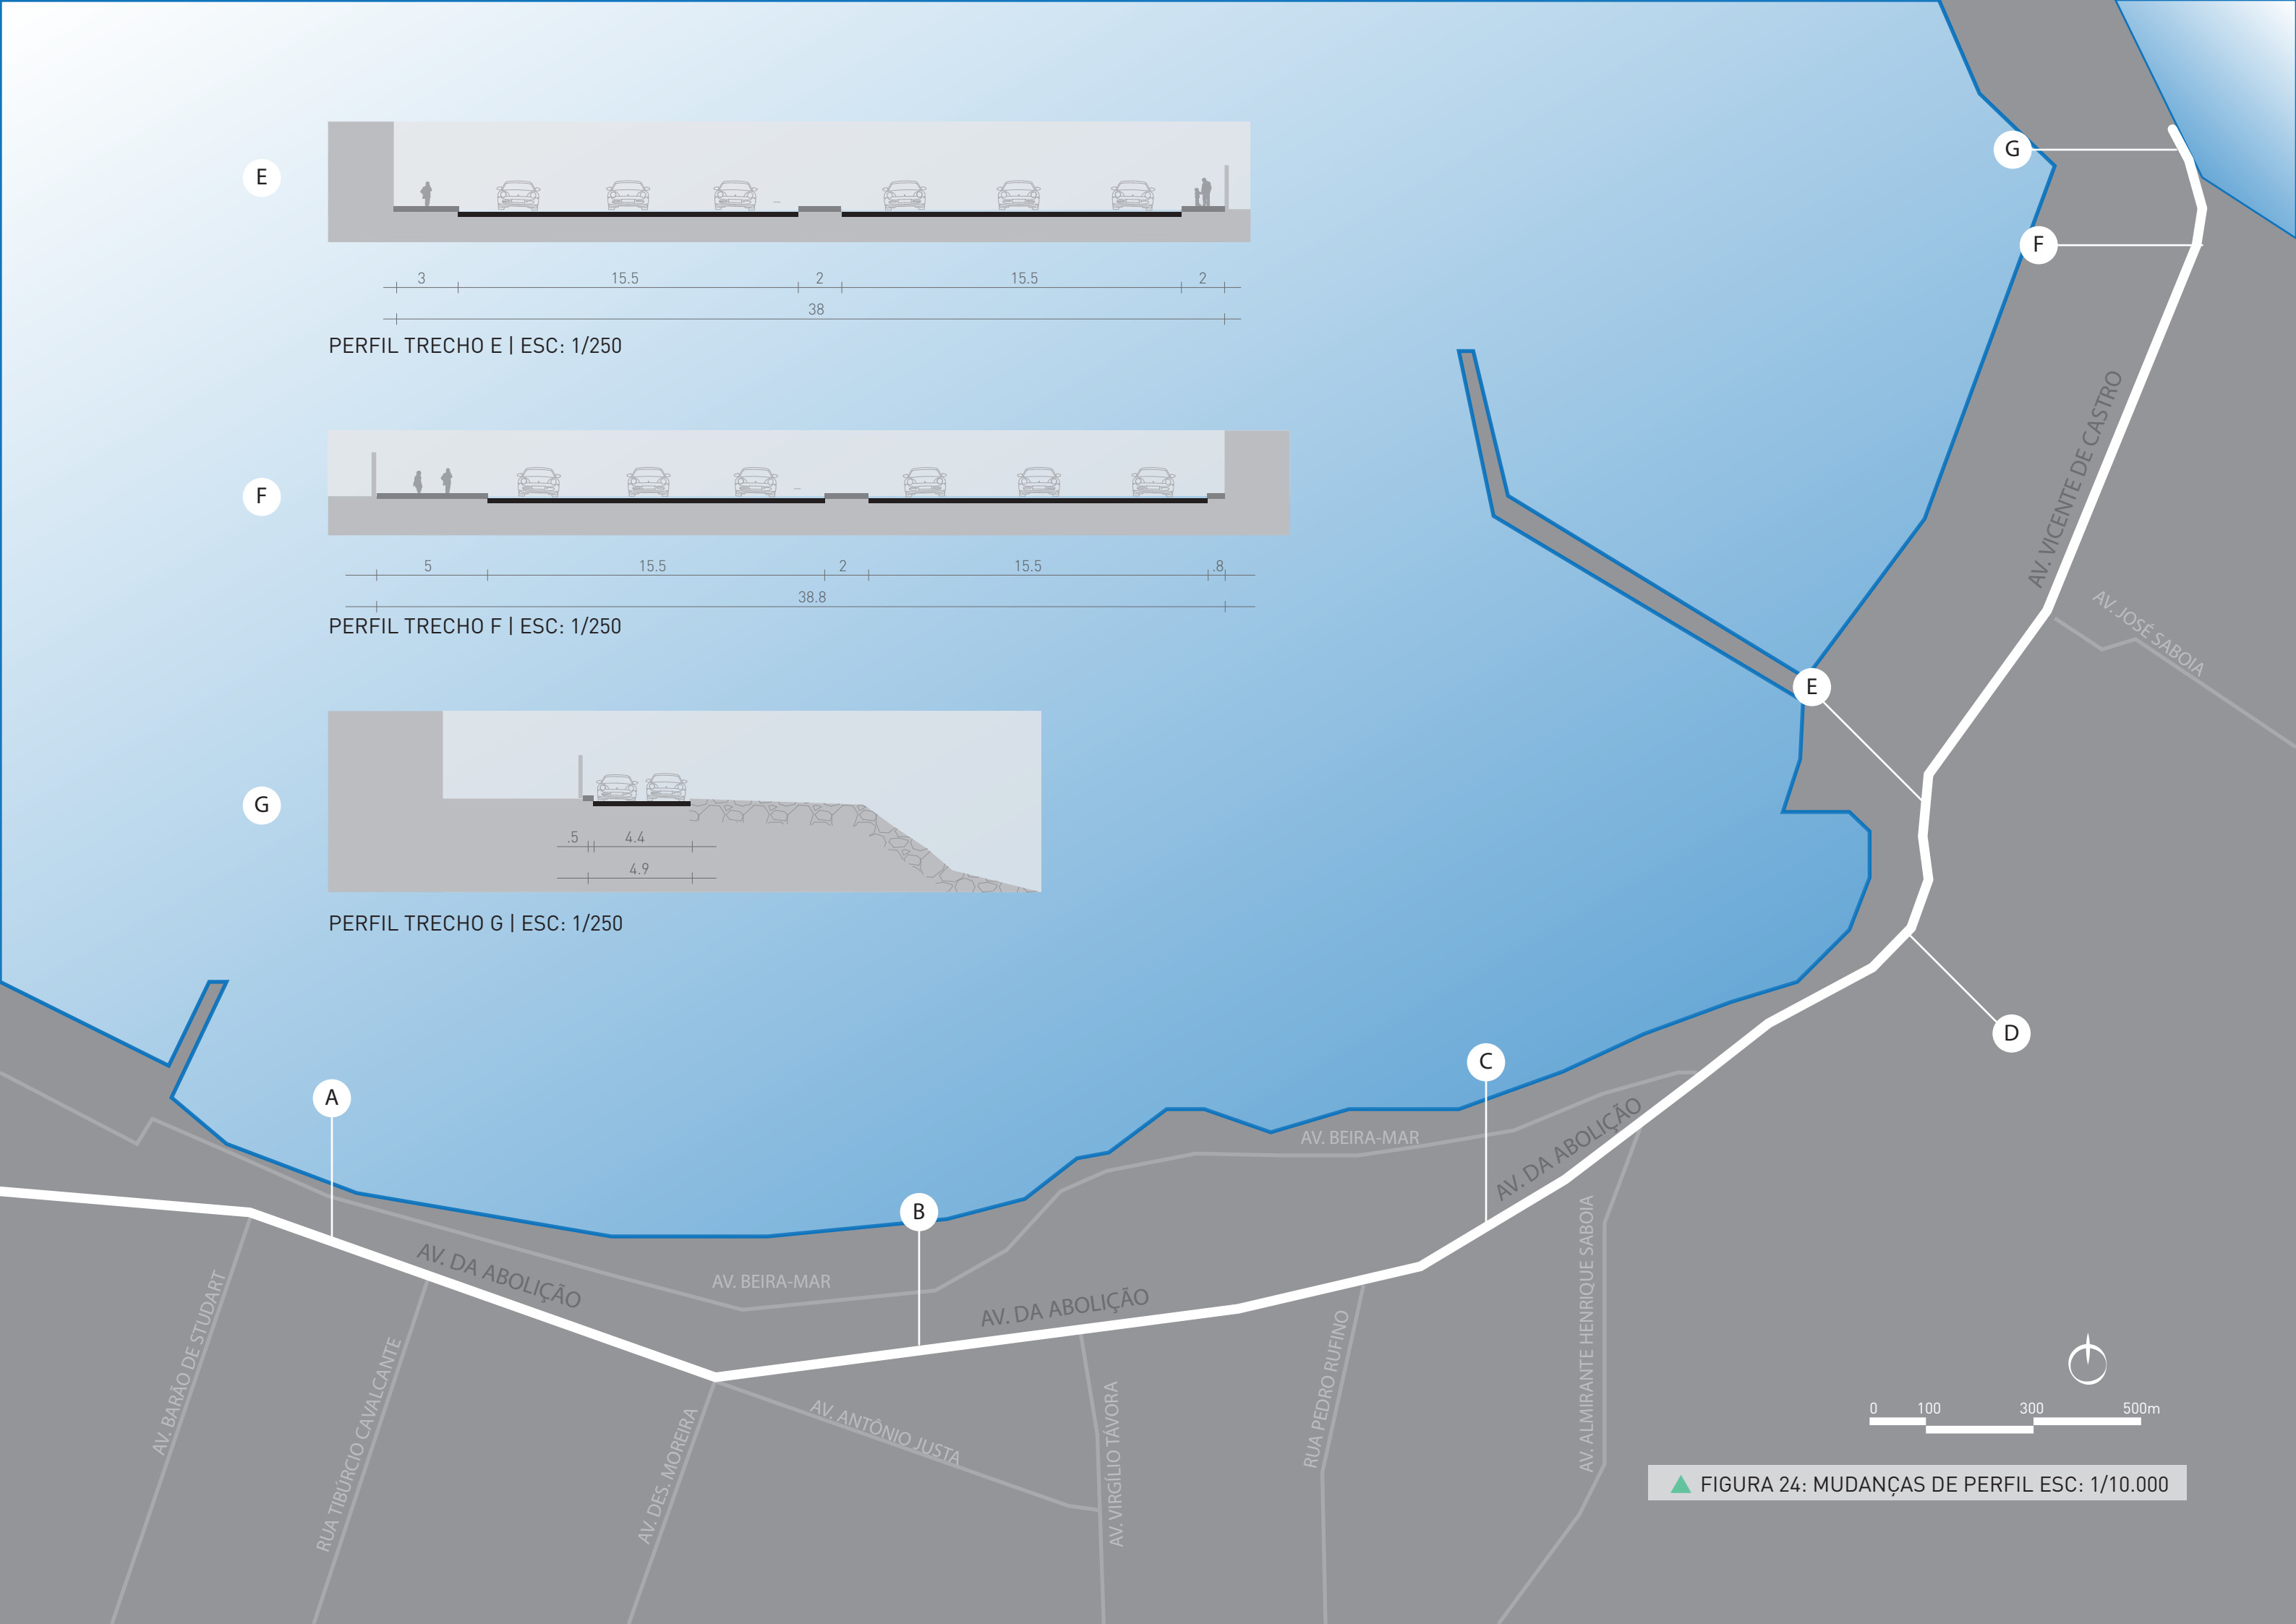 E
3 15.5 2 15.5 2
38
PERFIL TRECHO E | ESC: 1/250
F
5 15.5 2 15.5 .8
38.8
PERFIL TRECHO F | ESC: 1/250
G
.5 4.4
4.9
PERFIL TRECHO G | ESC: 1/250
G
F
AV. VICENTE DE CASTRO
AV. JOSÉ SABOIA
E
D
C
A
B
AV. BEIRA-MAR
AV. DA ABOLIÇÃO
AV. DA ABOLIÇÃO
AV. BEIRA-MAR
AV. DA ABOLIÇÃO
AV. BARÃO DE STUDART
RUA TIBÚRCIO CAVALCANTE
AV. DES. MOREIRA
AV. ANTÔNIO JUSTA
AV. VIRGÍLIO TÁVORA
RUA PEDRO RUFINO
AV. ALMIRANTE HENRIQUE SABOIA
0 100 300 500m
FIGURA 24: MUDANÇAS DE PERFIL ESC: 1/10.000